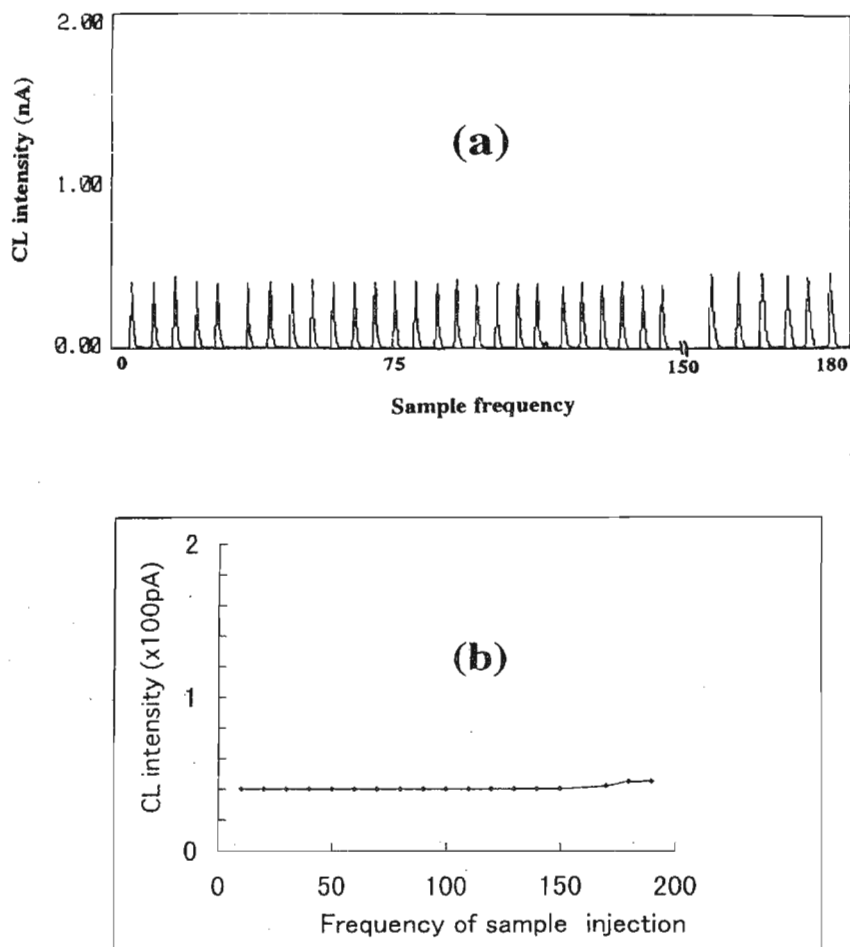 2.00
CL intensity (nA)
(a)
1.00
0.00
0 75 150 180
Sample frequency
2
CL intensity (x100pA)
(b)
1
0
0 50 100 150 200
Frequency of sample injection